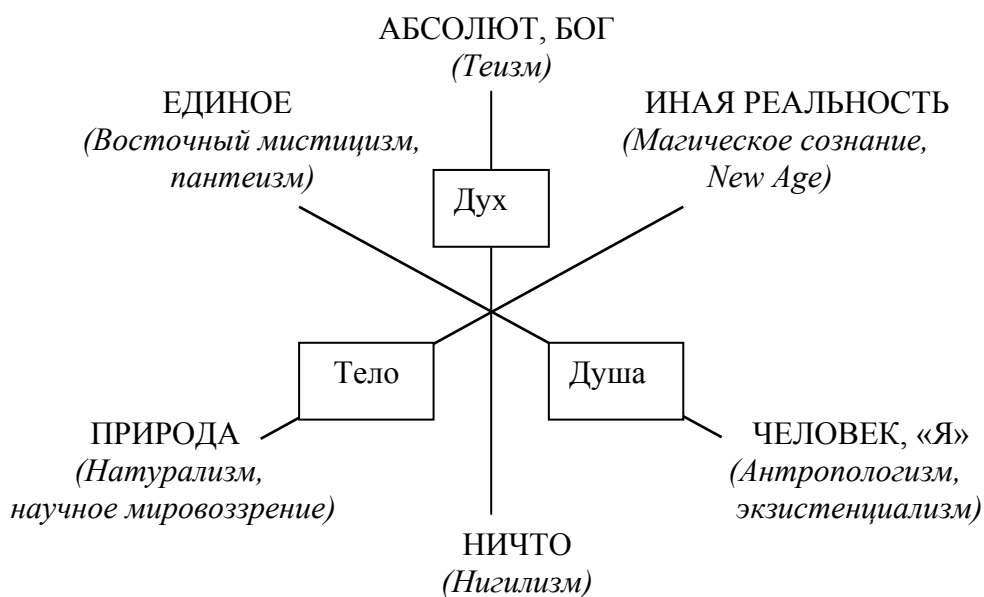 АБСОЛЮТ, БОГ
(Теизм)
ЕДИНОЕ
(Восточный мистицизм,
пантеизм)
ИНАЯ РЕАЛЬНОСТЬ
(Магическое сознание,
New Age)
Дух
Тело
Душа
ПРИРОДА
(Натурализм,
научное мировоззрение)
ЧЕЛОВЕК, «Я»
(Антропологизм,
экзистенциализм)
НИЧТО
(Нигилизм)